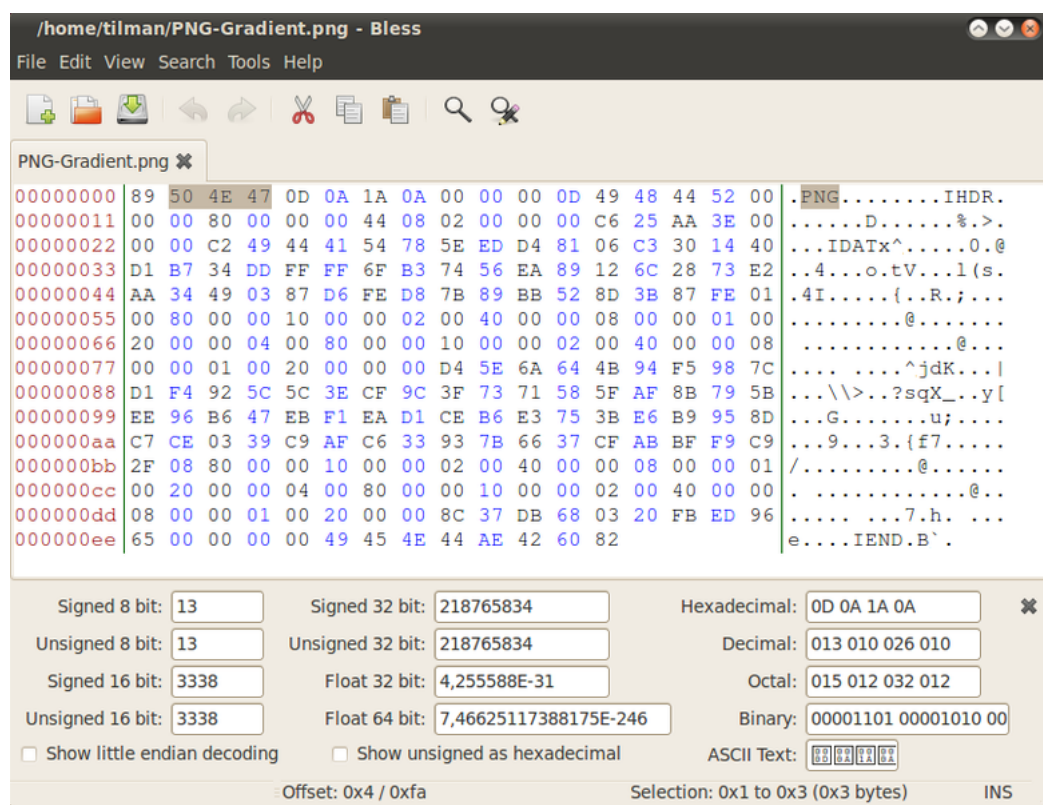 /home/tilman/PNG-Gradient.png - Bless
File Edit View Search Tools Help
PNG-Gradient.png
00000000 89 50 4E 47 0D 0A 1A 0A 00 00 00 0D 49 48 44 52 00 .PNG........IHDR.
00000011 00 00 80 00 00 00 44 08 02 00 00 00 C6 25 AA 3E 00 ......D......%.>.
00000022 00 00 C2 49 44 41 54 78 5E ED D4 81 06 C3 30 14 40 ...IDATx^.....0.@
00000033 D1 B7 34 DD FF FF 6F B3 74 56 EA 89 12 6C 28 73 E2 ..4...o.tV...l(s.
00000044 AA 34 49 03 87 D6 FE D8 7B 89 BB 52 8D 3B 87 FE 01 .4I.....{..R.;...
00000055 00 80 00 00 10 00 00 02 00 40 00 00 08 00 00 01 00 .........@.......
00000066 20 00 00 04 00 80 00 00 10 00 00 02 00 40 00 00 08 ............@...
00000077 00 00 01 00 20 00 00 00 D4 5E 6A 64 4B 94 F5 98 7C .... ....^jdK...|
00000088 D1 F4 92 5C 5C 3E CF 9C 3F 73 71 58 5F AF 8B 79 5B ...\\>..?sqX_..y[
00000099 EE 96 B6 47 EB F1 EA D1 CE B6 E3 75 3B E6 B9 95 8D ...G.......u;....
000000aa C7 CE 03 39 C9 AF C6 33 93 7B 66 37 CF AB BF F9 C9 ...9...3.{f7.....
000000bb 2F 08 80 00 00 10 00 00 02 00 40 00 00 08 00 00 01 /.........@......
000000cc 00 20 00 00 04 00 80 00 00 10 00 00 02 00 40 00 00 . ............@..
000000dd 08 00 00 01 00 20 00 00 8C 37 DB 68 03 20 FB ED 96 ..... ...7.h. ...
000000ee 65 00 00 00 00 49 45 4E 44 AE 42 60 82 e....IEND.B`.
Signed 8 bit: 13 Signed 32 bit: 218765834 Hexadecimal: 0D 0A 1A 0A
Unsigned 8 bit: 13 Unsigned 32 bit: 218765834 Decimal: 013 010 026 010
Signed 16 bit: 3338 Float 32 bit: 4,255588E-31 Octal: 015 012 032 012
Unsigned 16 bit: 3338 Float 64 bit: 7,46625117388175E-246 Binary: 00001101 00001010 00
Show little endian decoding Show unsigned as hexadecimal ASCII Text:
Offset: 0x4 / 0xfa Selection: 0x1 to 0x3 (0x3 bytes) INS